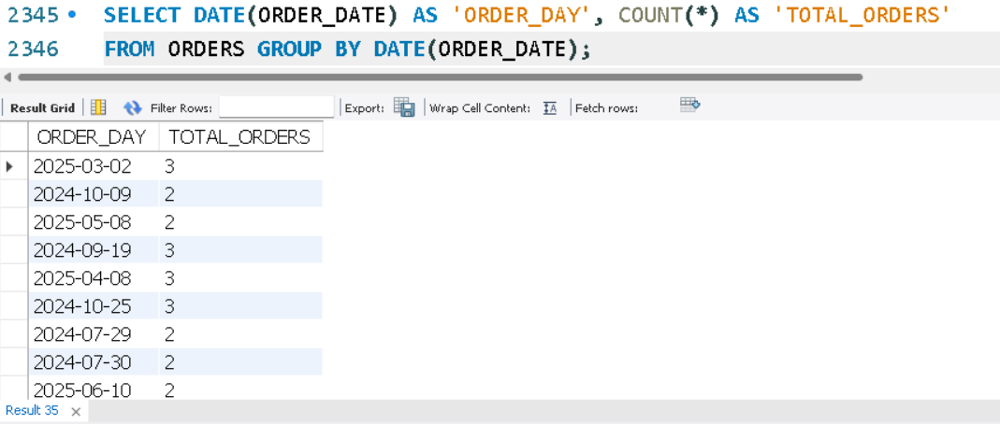 2345 SELECT DATE(ORDER_DATE) AS 'ORDER_DAY', COUNT(*) AS 'TOTAL_ORDERS'
2346 FROM ORDERS GROUP BY DATE(ORDER_DATE);
Result Grid Filter Rows: Export: Wrap Cell Content: IA Fetch rows:
ORDER_DAY TOTAL_ORDERS
2025-03-02 3
2024-10-09 2
2025-05-08 2
2024-09-19 3
2025-04-08 3
2024-10-25 3
2024-07-29 2
2024-07-30 2
2025-06-10 2
Result 35 ×